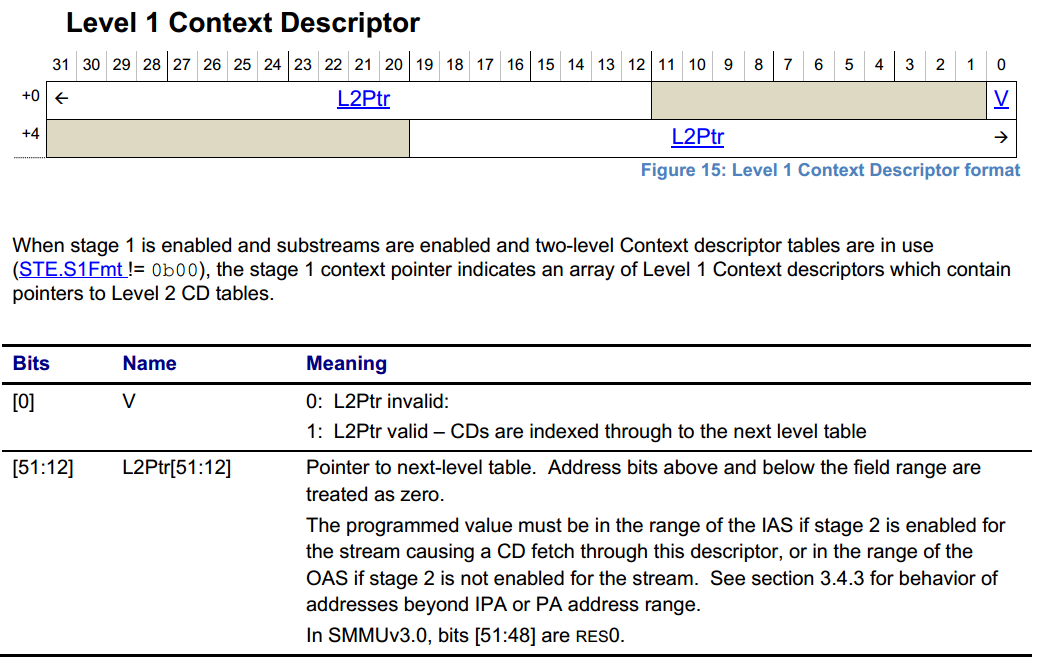 Level 1 Context Descriptor
31 30 29 28 27 26 25 24 23 22 21 20 19 18 17 16 15 14 13 12 11 10 9 8 7 6 5 4 3 2 1 0
+0 ← L2Ptr V
+4 L2Ptr →
Figure 15: Level 1 Context Descriptor format
When stage 1 is enabled and substreams are enabled and two-level Context descriptor tables are in use
(STE.S1Fmt != 0b00), the stage 1 context pointer indicates an array of Level 1 Context descriptors which contain
pointers to Level 2 CD tables.
Bits Name Meaning
[0] V 0: L2Ptr invalid:
1: L2Ptr valid – CDs are indexed through to the next level table
[51:12] L2Ptr[51:12] Pointer to next-level table. Address bits above and below the field range are
treated as zero.
The programmed value must be in the range of the IAS if stage 2 is enabled for
the stream causing a CD fetch through this descriptor, or in the range of the
OAS if stage 2 is not enabled for the stream. See section 3.4.3 for behavior of
addresses beyond IPA or PA address range.
In SMMUv3.0, bits [51:48] are RES0.